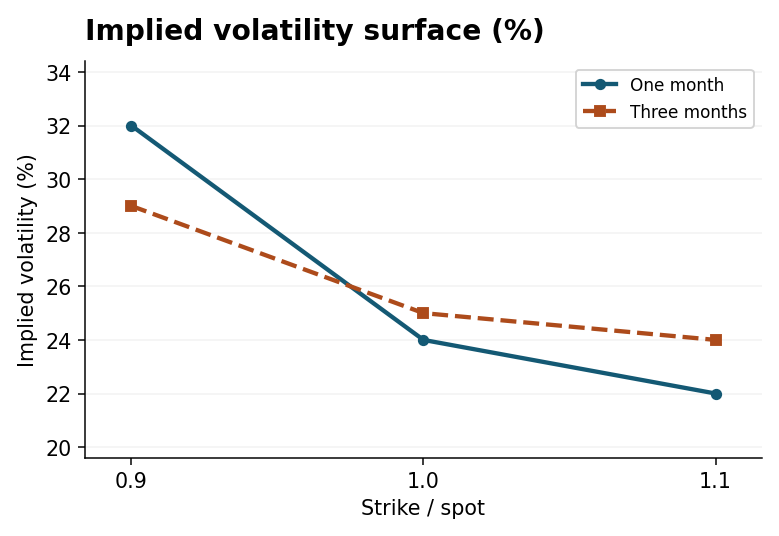 Implied volatility surface (%)
One month
Three months
Implied volatility (%)
34
32
30
28
26
24
22
20
0.9
1.0
1.1
Strike / spot